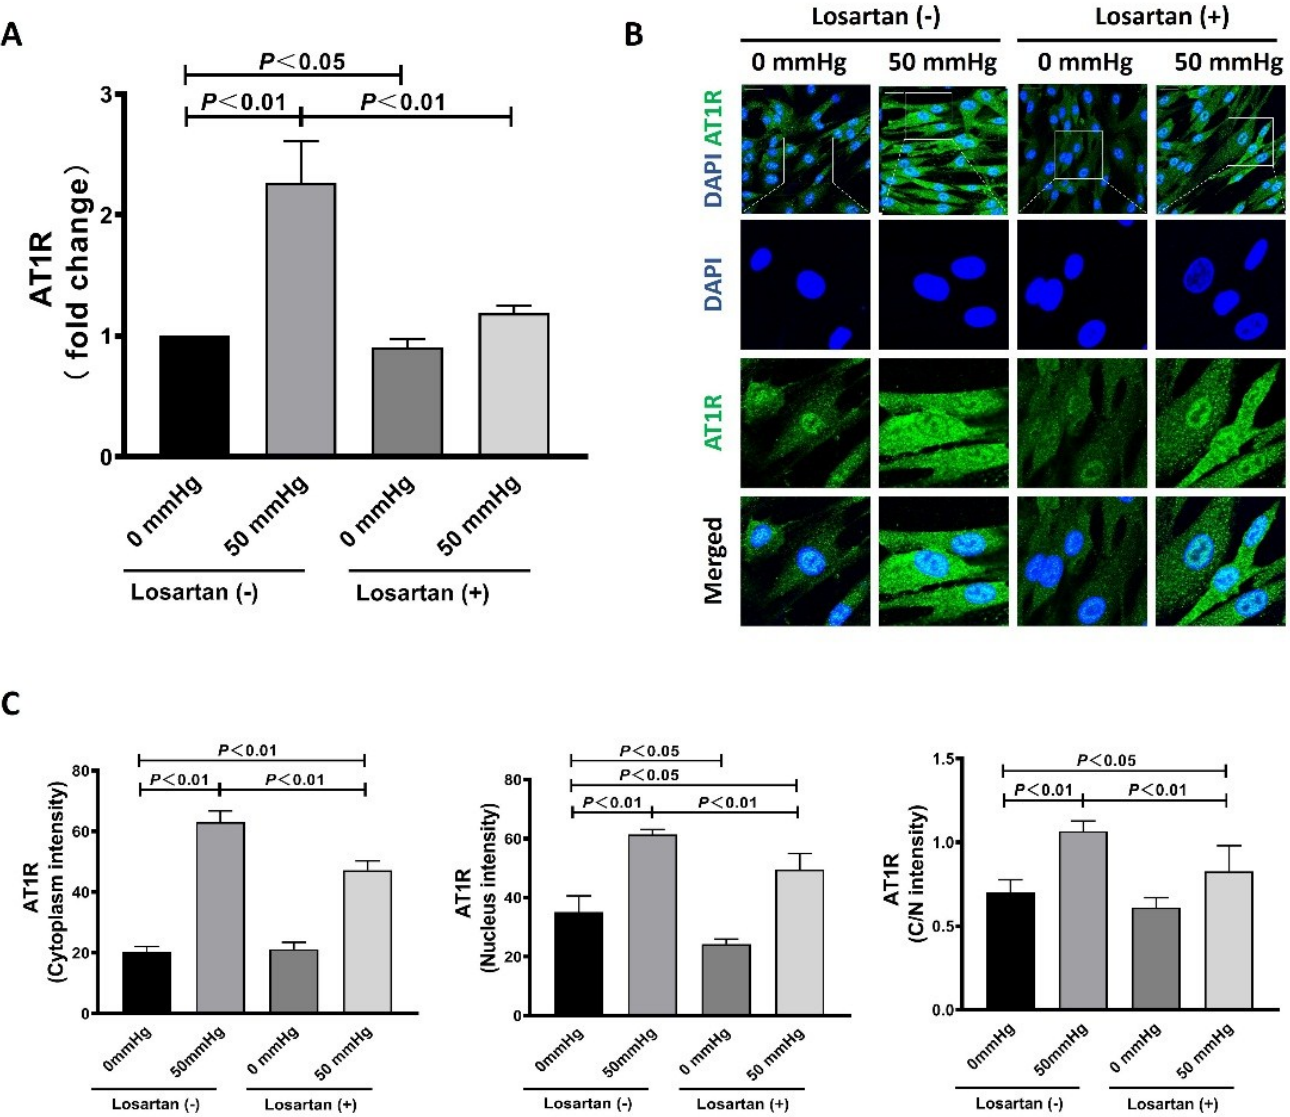 A
P<0.05
P<0.01
P<0.01
3
2
1
0
AT1R
(fold change)
0 mmHg
50 mmHg
0 mmHg
50 mmHg
Losartan (-)
Losartan (+)
B
Losartan (-)
Losartan (+)
0 mmHg
50 mmHg
0 mmHg
50 mmHg
DAPI AT1R
DAPI
AT1R
Merged
C
P<0.01
P<0.01
P<0.01
80
60
40
20
0
AT1R
(Cytoplasm intensity)
0mmHg
50mmHg
0 mmHg
50 mmHg
Losartan (-)
Losartan (+)
P<0.05
P<0.05
P<0.01
P<0.01
80
60
40
20
0
AT1R
(Nucleus intensity)
0mmHg
50mmHg
0 mmHg
50 mmHg
Losartan (-)
Losartan (+)
P<0.05
P<0.01
P<0.01
1.5
1.0
0.5
0.0
AT1R
(C/N intensity)
0mmHg
50mmHg
0 mmHg
50 mmHg
Losartan (-)
Losartan (+)